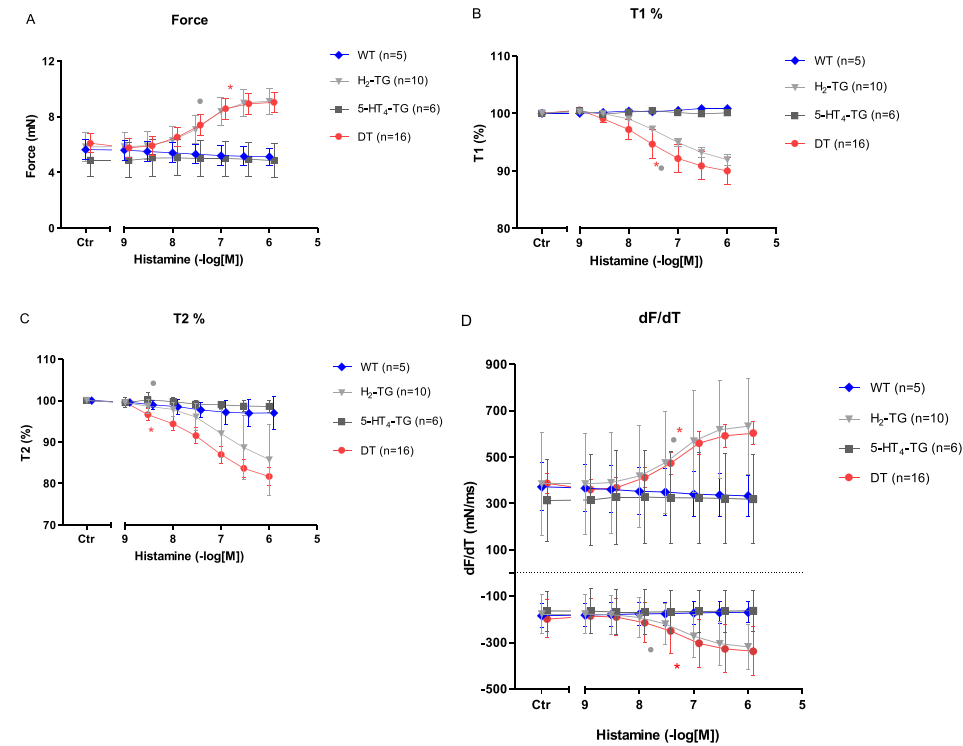 A
Force
12
8
4
0
Force (mN)
Ctr
9
8
7
6
5
Histamine (-log[M])
WT (n=5)
H₂-TG (n=10)
5-HT₄-TG (n=6)
DT (n=16)
*
B
T1 %
110
100
90
80
T1 (%)
Ctr
9
8
7
6
5
Histamine (-log[M])
WT (n=5)
H₂-TG (n=10)
5-HT₄-TG (n=6)
DT (n=16)
*
C
T2 %
110
100
90
80
70
T2 (%)
Ctr
9
8
7
6
5
Histamine (-log[M])
WT (n=5)
H₂-TG (n=10)
5-HT₄-TG (n=6)
DT (n=16)
*
D
dF/dT
900
700
500
300
100
-100
-300
-500
dF/dT (mN/ms)
Ctr
9
8
7
6
5
Histamine (-log[M])
WT (n=5)
H₂-TG (n=10)
5-HT₄-TG (n=6)
DT (n=16)
*
*